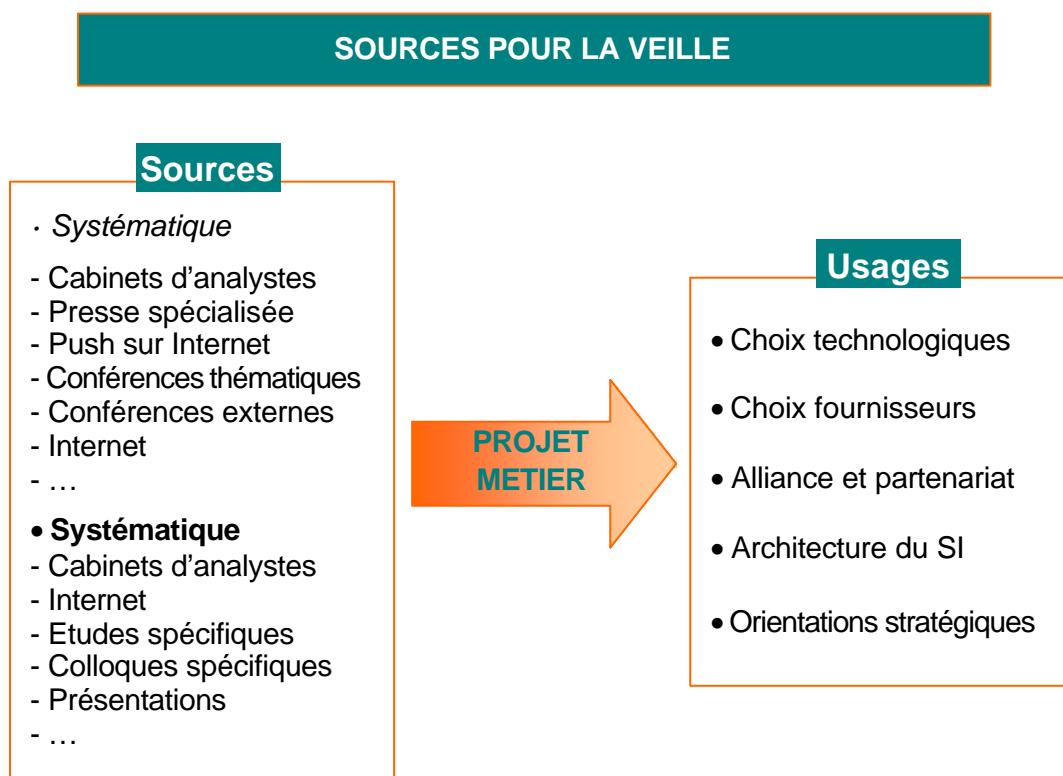 SOURCES POUR LA VEILLE
Sources
· Systématique
- Cabinets d’analystes
- Presse spécialisée
- Push sur Internet
- Conférences thématiques
- Conférences externes
- Internet
- …
• Systématique
- Cabinets d’analystes
- Internet
- Etudes spécifiques
- Colloques spécifiques
- Présentations
- …
PROJET
METIER
Usages
• Choix technologiques
• Choix fournisseurs
• Alliance et partenariat
• Architecture du SI
• Orientations stratégiques